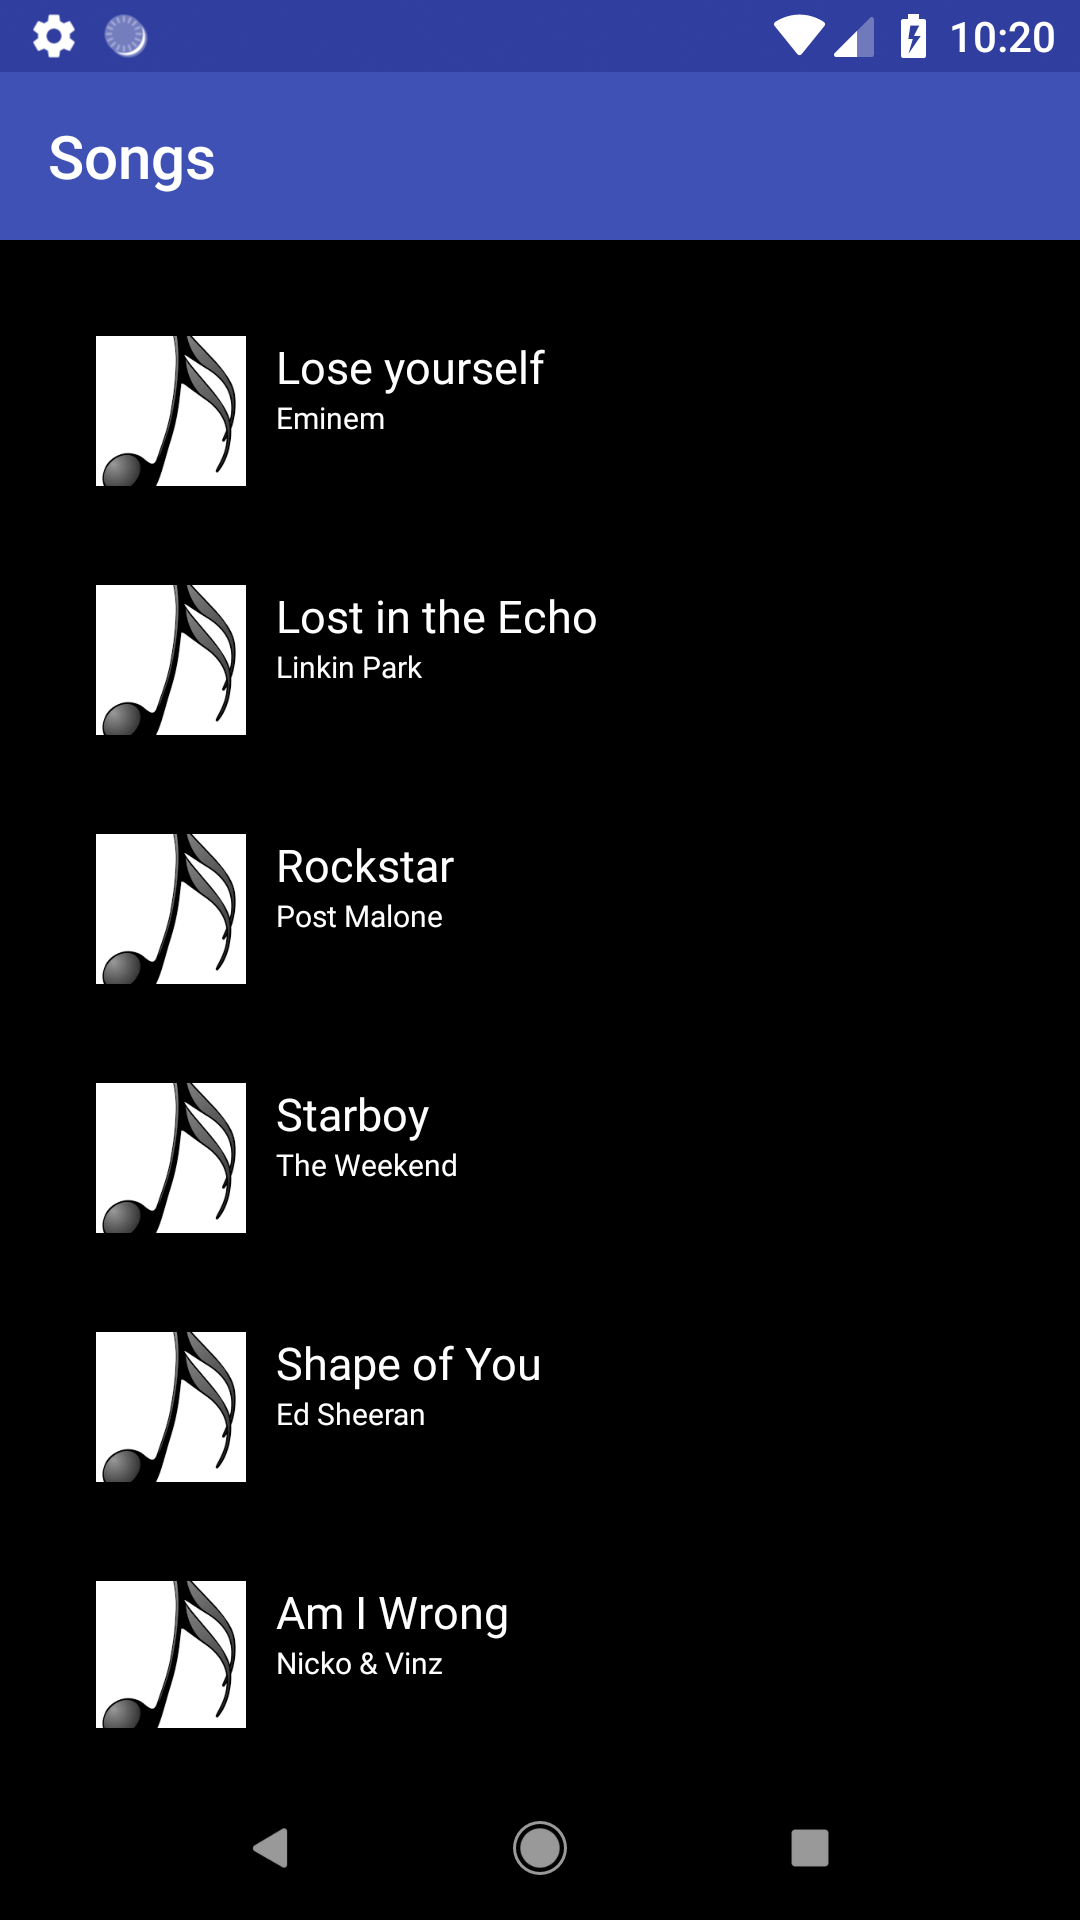 10:20
Songs
Lose yourself
Eminem
Lost in the Echo
Linkin Park
Rockstar
Post Malone
Starboy
The Weekend
Shape of You
Ed Sheeran
Am I Wrong
Nicko & Vinz